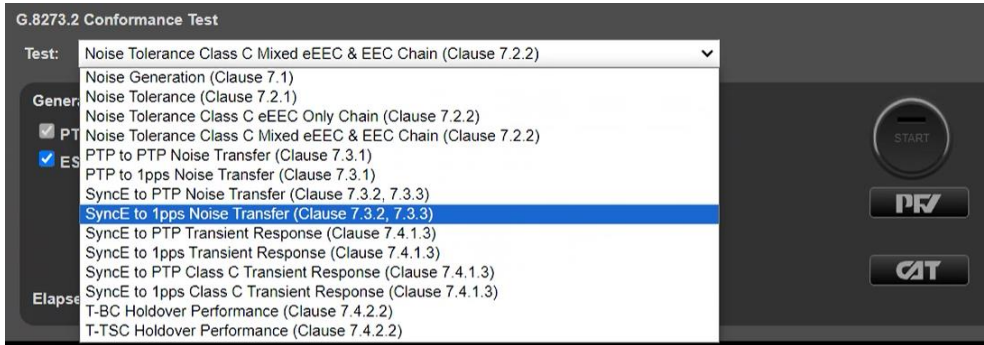 G.8273.2 Conformance Test
Test: Noise Tolerance Class C Mixed eEEC & EEC Chain (Clause 7.2.2)
Noise Generation (Clause 7.1)
Noise Tolerance (Clause 7.2.1)
Noise Tolerance Class C eEEC Only Chain (Clause 7.2.2)
Noise Tolerance Class C Mixed eEEC & EEC Chain (Clause 7.2.2)
PTP to PTP Noise Transfer (Clause 7.3.1)
PTP to 1pps Noise Transfer (Clause 7.3.1)
SyncE to PTP Noise Transfer (Clause 7.3.2, 7.3.3)
SyncE to 1pps Noise Transfer (Clause 7.3.2, 7.3.3)
SyncE to PTP Transient Response (Clause 7.4.1.3)
SyncE to 1pps Transient Response (Clause 7.4.1.3)
SyncE to PTP Class C Transient Response (Clause 7.4.1.3)
SyncE to 1pps Class C Transient Response (Clause 7.4.1.3)
T-BC Holdover Performance (Clause 7.4.2.2)
T-TSC Holdover Performance (Clause 7.4.2.2)
Gener
PT
ES
Elapse
START
PFV
CAT